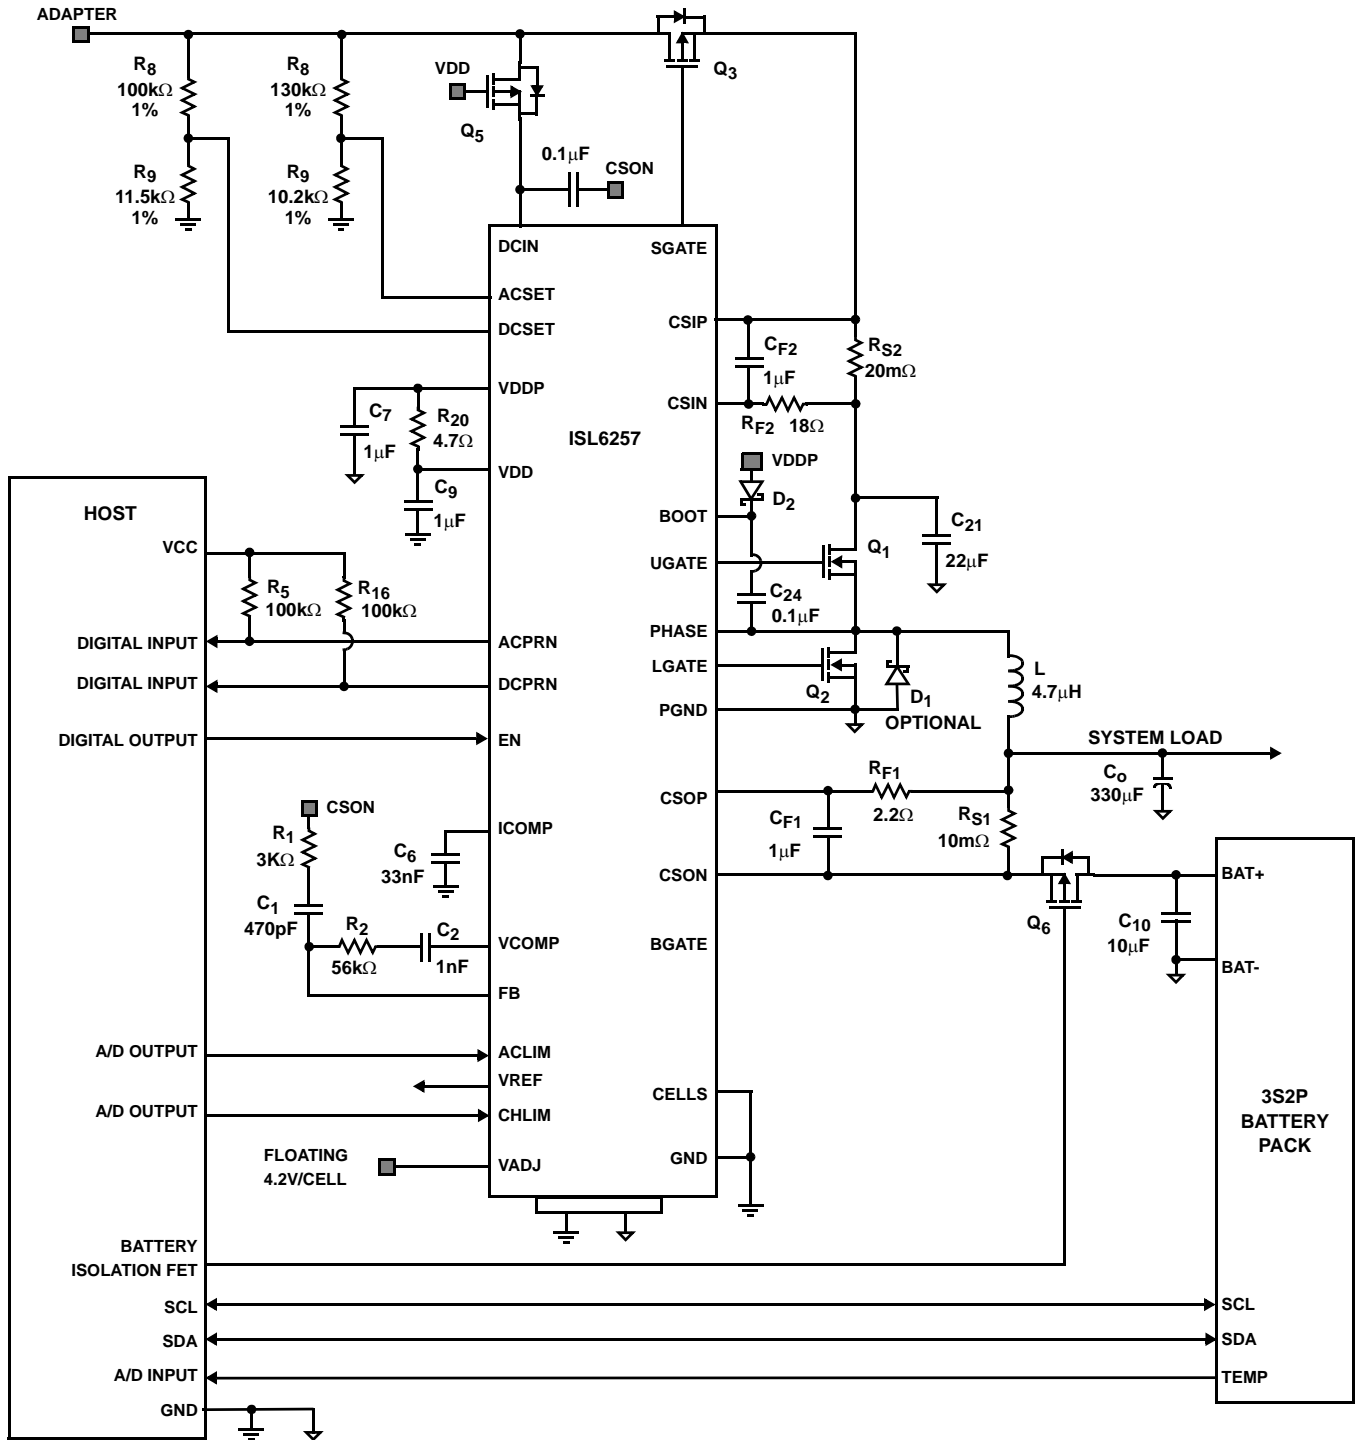 ADAPTER
R8
100kΩ
1%
R8
130kΩ
1%
VDD
Q5
Q3
R9
11.5kΩ
1%
R9
10.2kΩ
1%
0.1μF
CSON
DCIN
SGATE
ACSET
DCSET
CSIP
CF2
1μF
RS2
20mΩ
VDDP
C7
1μF
R20
4.7Ω
CSIN
RF2
18Ω
ISL6257
VDD
C9
1μF
VDDP
D2
BOOT
C21
22μF
HOST
VCC
R5
100kΩ
R16
100kΩ
UGATE
Q1
C24
0.1μF
DIGITAL INPUT
ACPRN
PHASE
LGATE
Q2
D1
OPTIONAL
L
4.7μH
DIGITAL INPUT
DCPRN
PGND
DIGITAL OUTPUT
EN
SYSTEM LOAD
RF1
2.2Ω
Co
330μF
CSON
CSOP
R1
3KΩ
ICOMP
C6
33nF
CF1
1μF
RS1
10mΩ
CSON
BAT+
C1
470pF
Q6
C10
10μF
R2
56kΩ
C2
1nF
VCOMP
BGATE
BAT-
FB
A/D OUTPUT
ACLIM
VREF
CELLS
A/D OUTPUT
CHLIM
3S2P
BATTERY
PACK
FLOATING
4.2V/CELL
VADJ
GND
BATTERY
ISOLATION FET
SCL
SCL
SDA
SDA
A/D INPUT
TEMP
GND